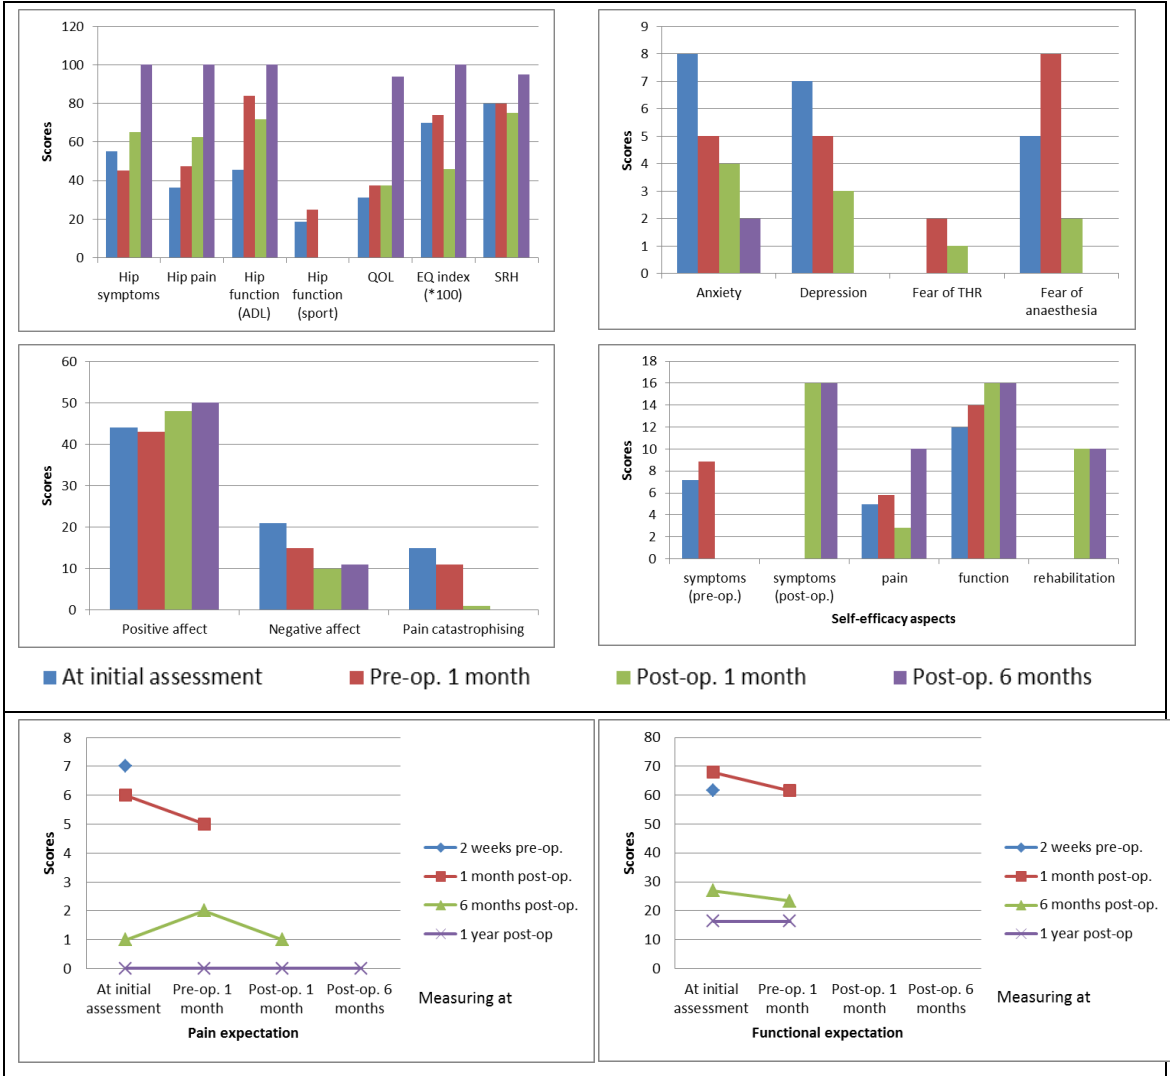 120
100
80
60
40
20
0
Scores
Hip symptoms
Hip pain
Hip function (ADL)
Hip function (sport)
QOL
EQ index (*100)
SRH
9
8
7
6
5
4
3
2
1
0
Scores
Anxiety
Depression
Fear of THR
Fear of anaesthesia
60
50
40
30
20
10
0
Scores
Positive affect
Negative affect
Pain catastrophising
18
16
14
12
10
8
6
4
2
0
Scores
symptoms (pre-op.)
symptoms (post-op.)
pain
function
rehabilitation
Self-efficacy aspects
At initial assessment
Pre-op. 1 month
Post-op. 1 month
Post-op. 6 months
8
7
6
5
4
3
2
1
0
Scores
At initial assessment
Pre-op. 1 month
Post-op. 1 month
Post-op. 6 months
Pain expectation
2 weeks pre-op.
1 month post-op.
6 months post-op.
1 year post-op
Measuring at
80
70
60
50
40
30
20
10
0
Scores
At initial assessment
Pre-op. 1 month
Post-op. 1 month
Post-op. 6 months
Functional expectation
2 weeks pre-op.
1 month post-op.
6 months post-op.
1 year post-op
Measuring at